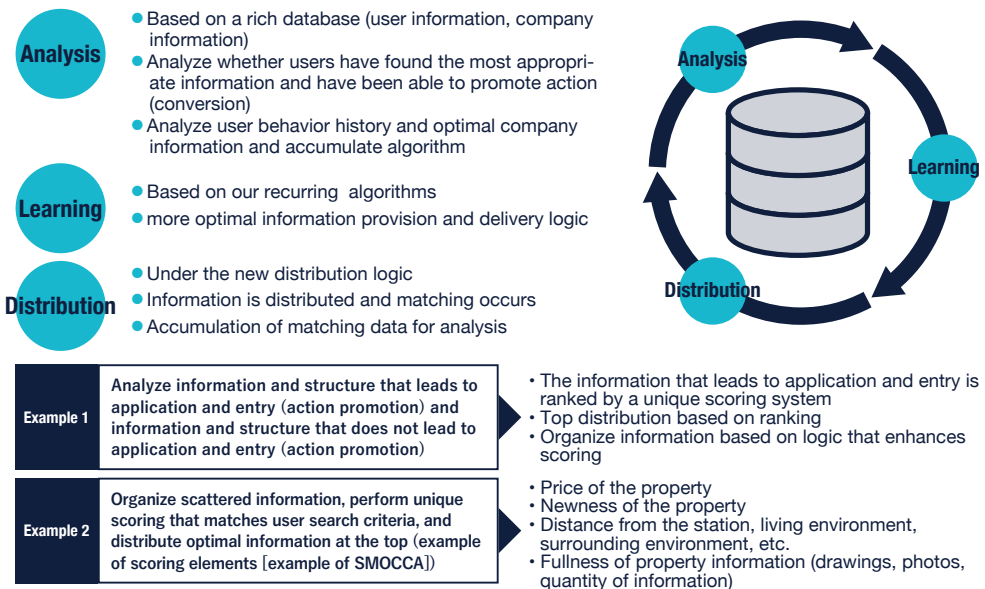 Analysis
• Based on a rich database (user information, company
information)
• Analyze whether users have found the most appropri-
ate information and have been able to promote action
(conversion)
• Analyze user behavior history and optimal company
information and accumulate algorithm
Learning
• Based on our recurring algorithms
• more optimal information provision and delivery logic
Distribution
• Under the new distribution logic
• Information is distributed and matching occurs
• Accumulation of matching data for analysis
Analysis
Learning
Distribution
Example 1
Analyze information and structure that leads to
application and entry (action promotion) and
information and structure that does not lead to
application and entry (action promotion)
• The information that leads to application and entry is
ranked by a unique scoring system
• Top distribution based on ranking
• Organize information based on logic that enhances
scoring
Example 2
Organize scattered information, perform unique
scoring that matches user search criteria, and
distribute optimal information at the top (example
of scoring elements [example of SMOCCA])
• Price of the property
• Newness of the property
• Distance from the station, living environment,
surrounding environment, etc.
• Fullness of property information (drawings, photos,
quantity of information)